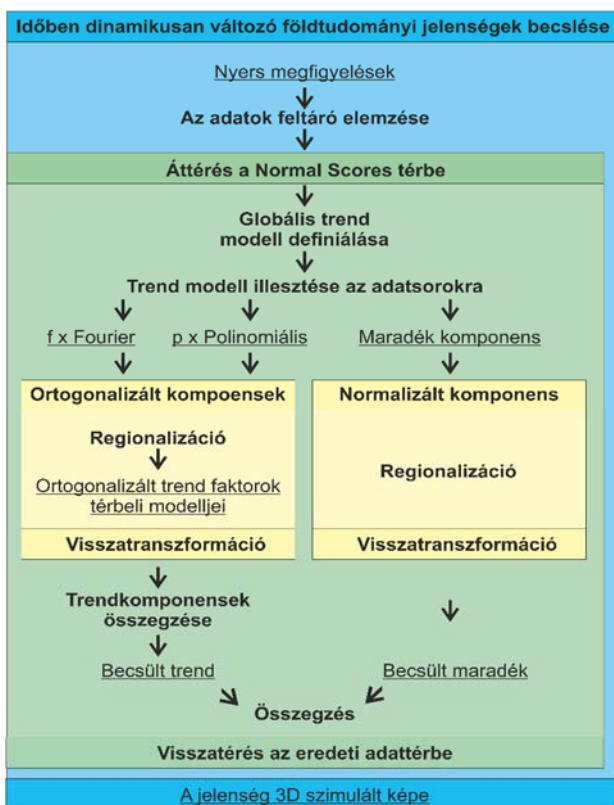 Időben dinamikusan változó földtudományi jelenségek becslése
Nyers megfigyelések
Az adatok feltáró elemzése
Áttérés a Normal Scores térbe
Globális trend
modell definiálása
Trend modell illesztése az adatsorokra
f x Fourier
p x Polinomiális
Maradék komponens
Ortogonalizált kompoensek
Regionalizáció
Ortogonalizált trend faktorok
térbeli modelljei
Visszatranszformáció
Normalizált komponens
Regionalizáció
Visszatranszformáció
Trendkomponensek
összegzése
Becsült trend
Becsült maradék
Összegzés
Visszatérés az eredeti adattérbe
A jelenség 3D szimulált képe